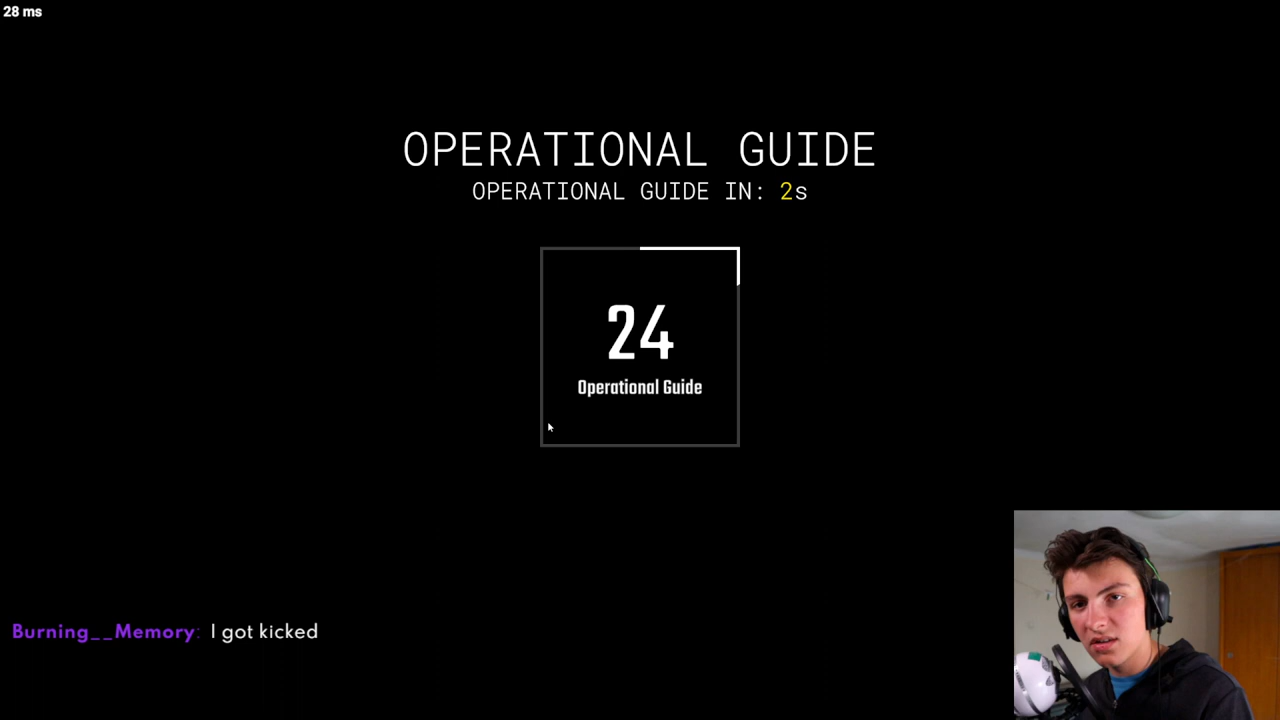 28 ms
OPERATIONAL GUIDE
OPERATIONAL GUIDE IN: 2s
24
Operational Guide
Burning__Memory: I got kicked